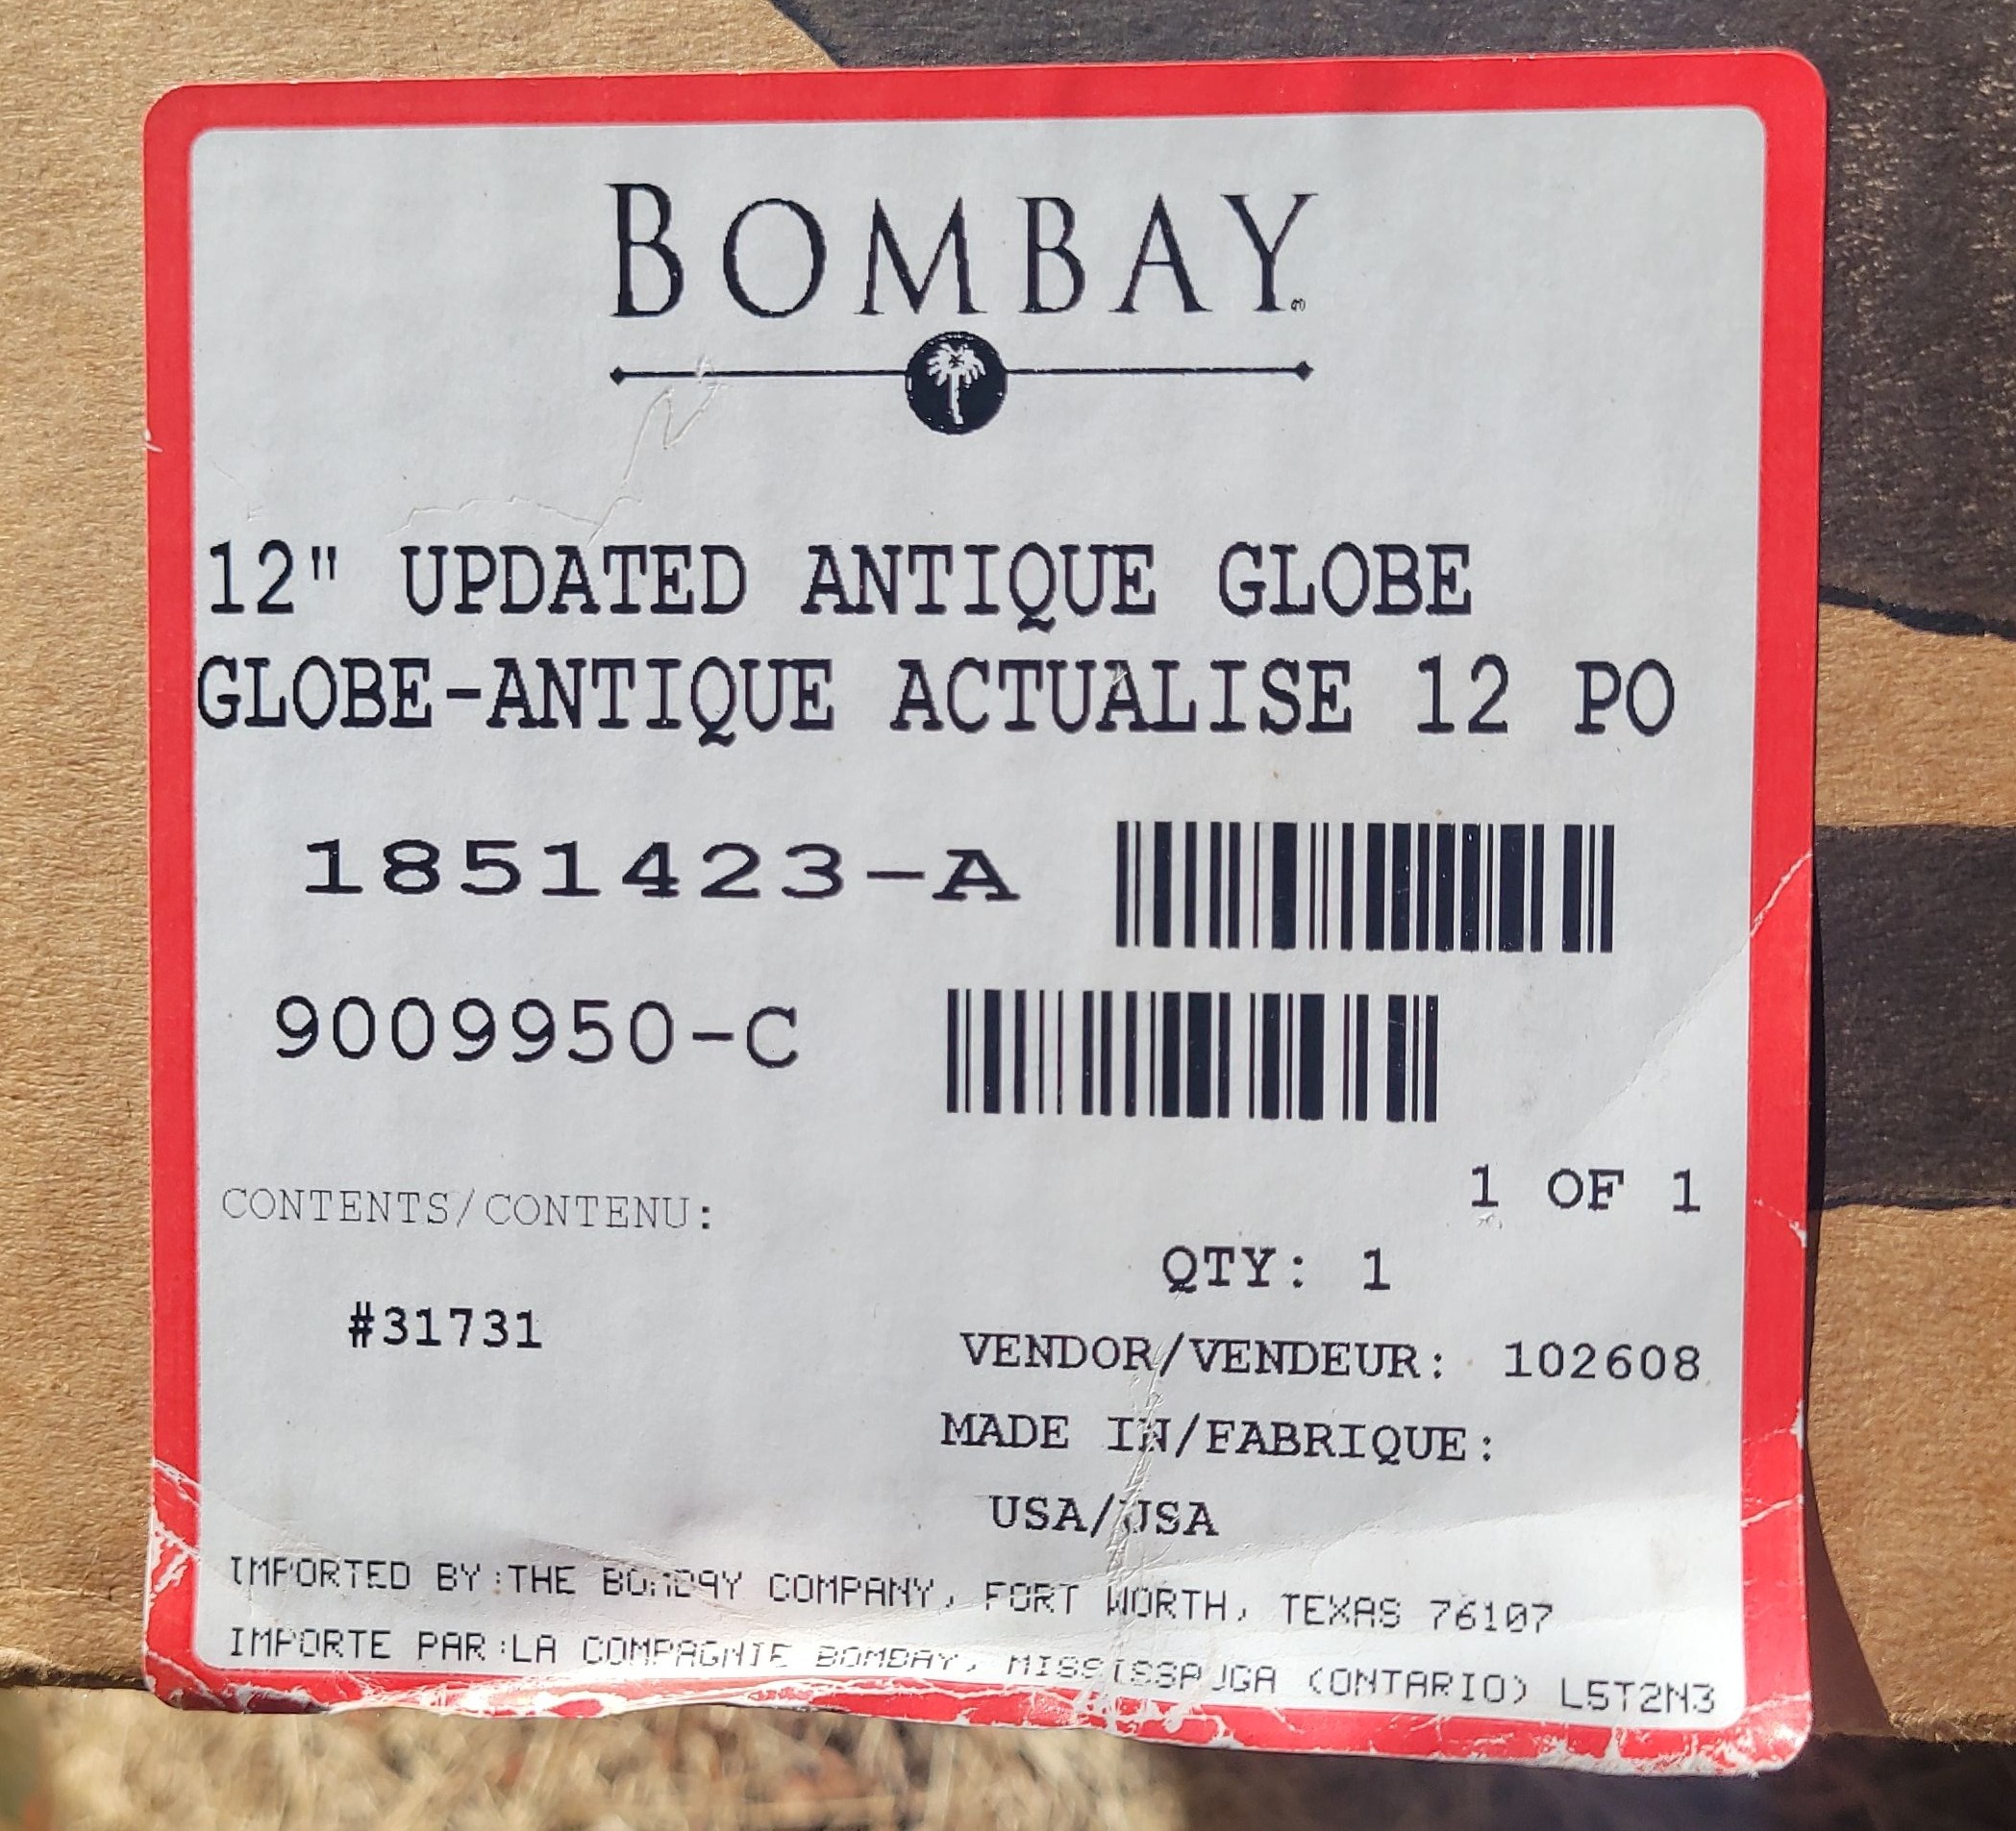 BOMBAY®
12" UPDATED ANTIQUE GLOBE
GLOBE-ANTIQUE ACTUALISE 12 PO
1851423-A
9009950-C
1 OF 1
CONTENTS/CONTENU:
QTY: 1
#31731
VENDOR/VENDEUR: 102608
MADE IN/FABRIQUE:
USA/USA
IMPORTED BY:THE BOMBAY COMPANY, FORT WORTH, TEXAS 76107
IMPORTE PAR:LA COMPAGNIE BOMBAY, MISSISSAUGA (ONTARIO) L5T2N3